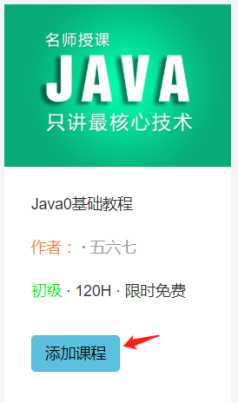 名师授课
JAVA
只讲最核心技术
Java0基础教程
作者： · 五六七
初级 · 120H · 限时免费
添加课程